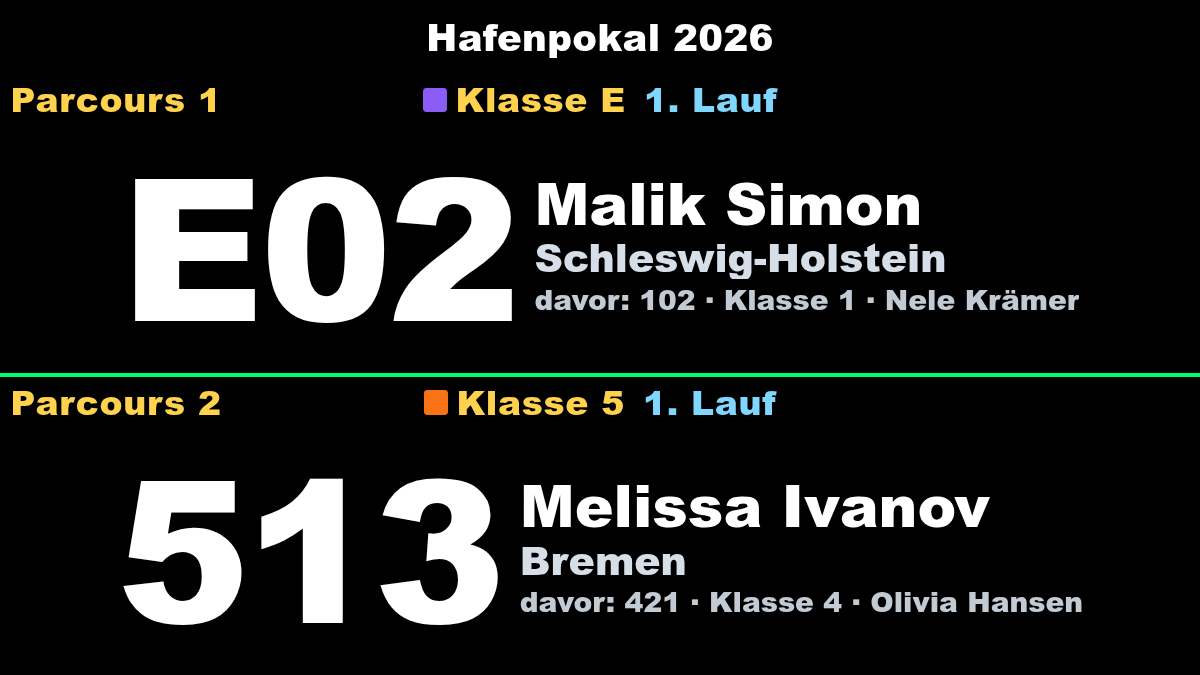 Hafenpokal 2026
Parcours 1
Klasse E 1. Lauf
E02
Malik Simon
Schleswig-Holstein
davor: 102 · Klasse 1 · Nele Krämer
Parcours 2
Klasse 5 1. Lauf
513
Melissa Ivanov
Bremen
davor: 421 · Klasse 4 · Olivia Hansen